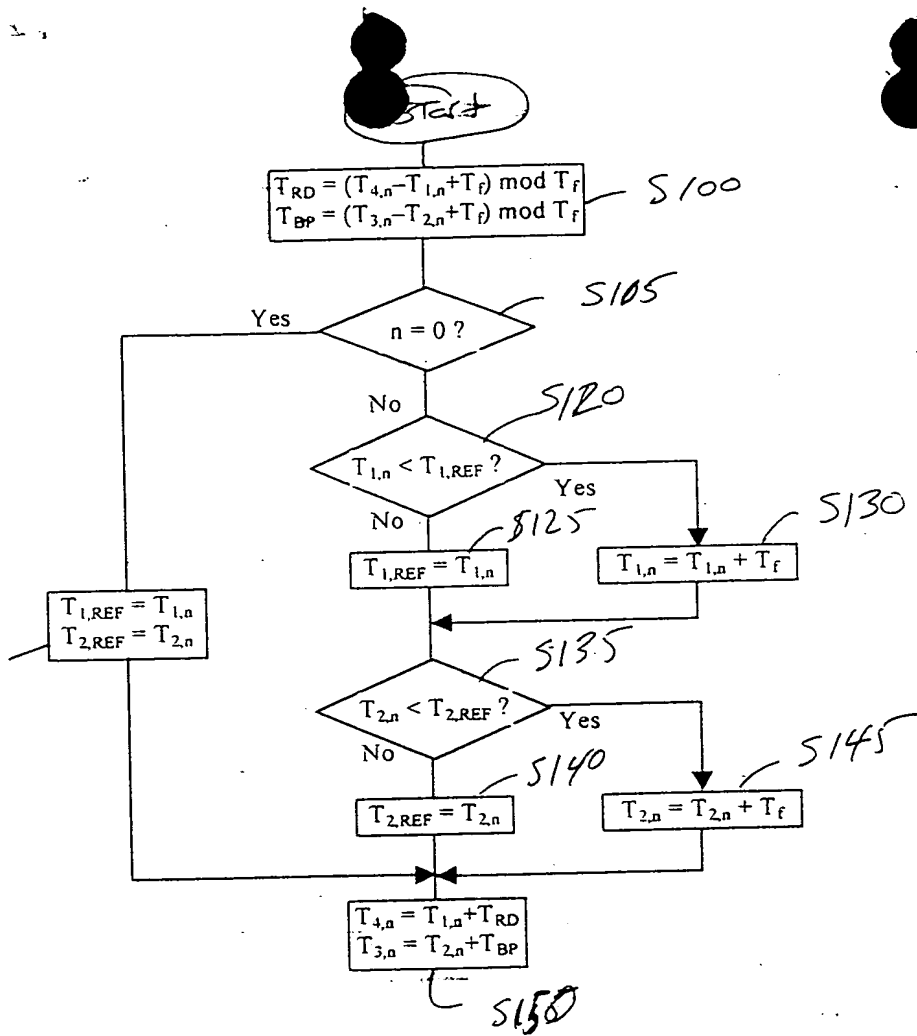 Start
T_RD = (T_4,n−T_1,n+T_f) mod T_f
T_BP = (T_3,n−T_2,n+T_f) mod T_f
S100
S105
Yes
n = 0 ?
No
S120
T_1,n < T_1,REF ?
Yes
No
S125
S130
T_1,REF = T_1,n
T_1,n = T_1,n + T_f
T_1,REF = T_1,n
T_2,REF = T_2,n
S135
T_2,n < T_2,REF ?
Yes
No
S140
S145
T_2,REF = T_2,n
T_2,n = T_2,n + T_f
T_4,n = T_1,n+T_RD
T_3,n = T_2,n+T_BP
S150